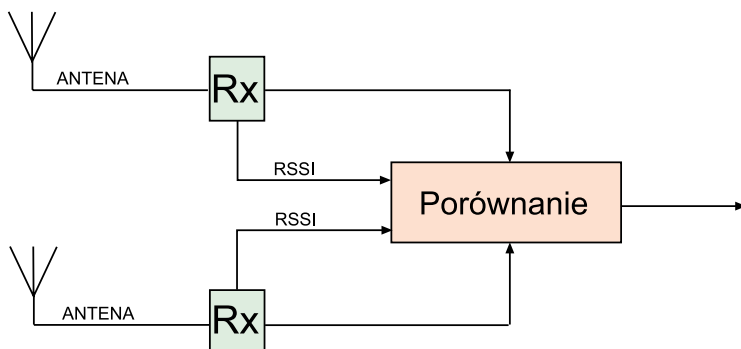 ANTENA
Rx
RSSI
Porównanie
RSSI
ANTENA
Rx